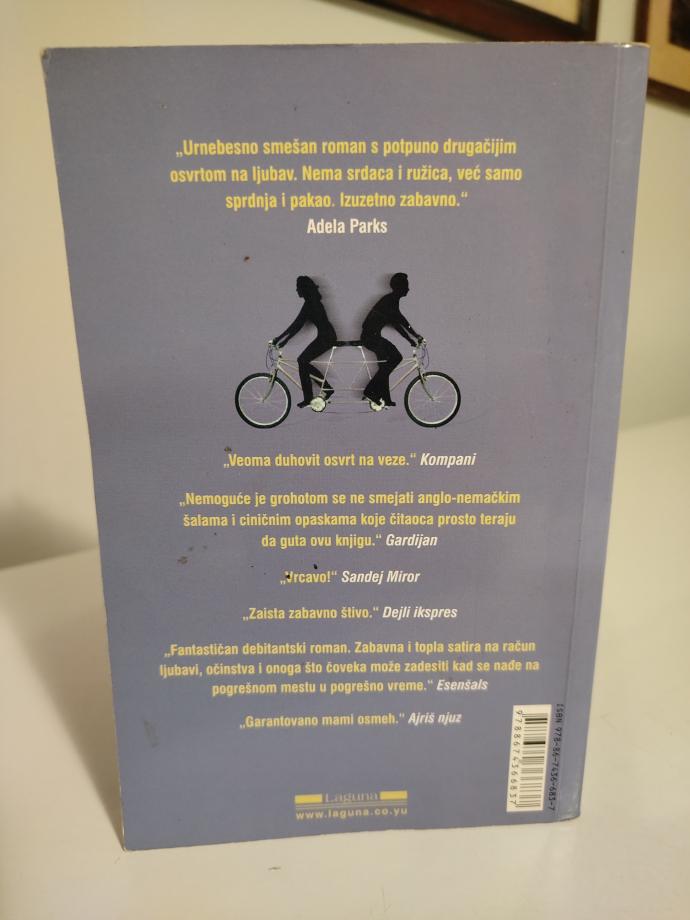 „Urnebesno smešan roman s potpuno drugačijim
osvrtom na ljubav. Nema srdaca i ružica, već samo
sprdnja i pakao. Izuzetno zabavno.“
Adela Parks
„Veoma duhovit osvrt na veze.“ Kompani
„Nemoguće je grohotom se ne smejati anglo-nemačkim
šalama i ciničnim opaskama koje čitaoca prosto teraju
da guta ovu knjigu.“ Gardijan
„Vrcavo!“ Sandej Miror
„Zaista zabavno štivo.“ Dejli ikspres
„Fantastičan debitantski roman. Zabavna i topla satira na račun
ljubavi, očinstva i onoga što čoveka može zadesiti kad se nađe na
pogrešnom mestu u pogrešno vreme.“ Esenšals
„Garantovano mami osmeh.“ Ajriš njuz
ISBN 978-86-7436-683-7
9788674366837
Laguna
www.laguna.co.yu